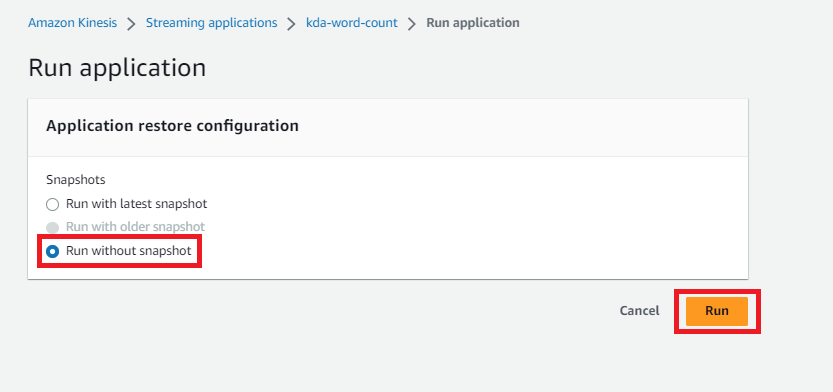 Amazon Kinesis > Streaming applications > kda-word-count > Run application
Run application
Application restore configuration
Snapshots
Run with latest snapshot
Run with older snapshot
Run without snapshot
Cancel Run